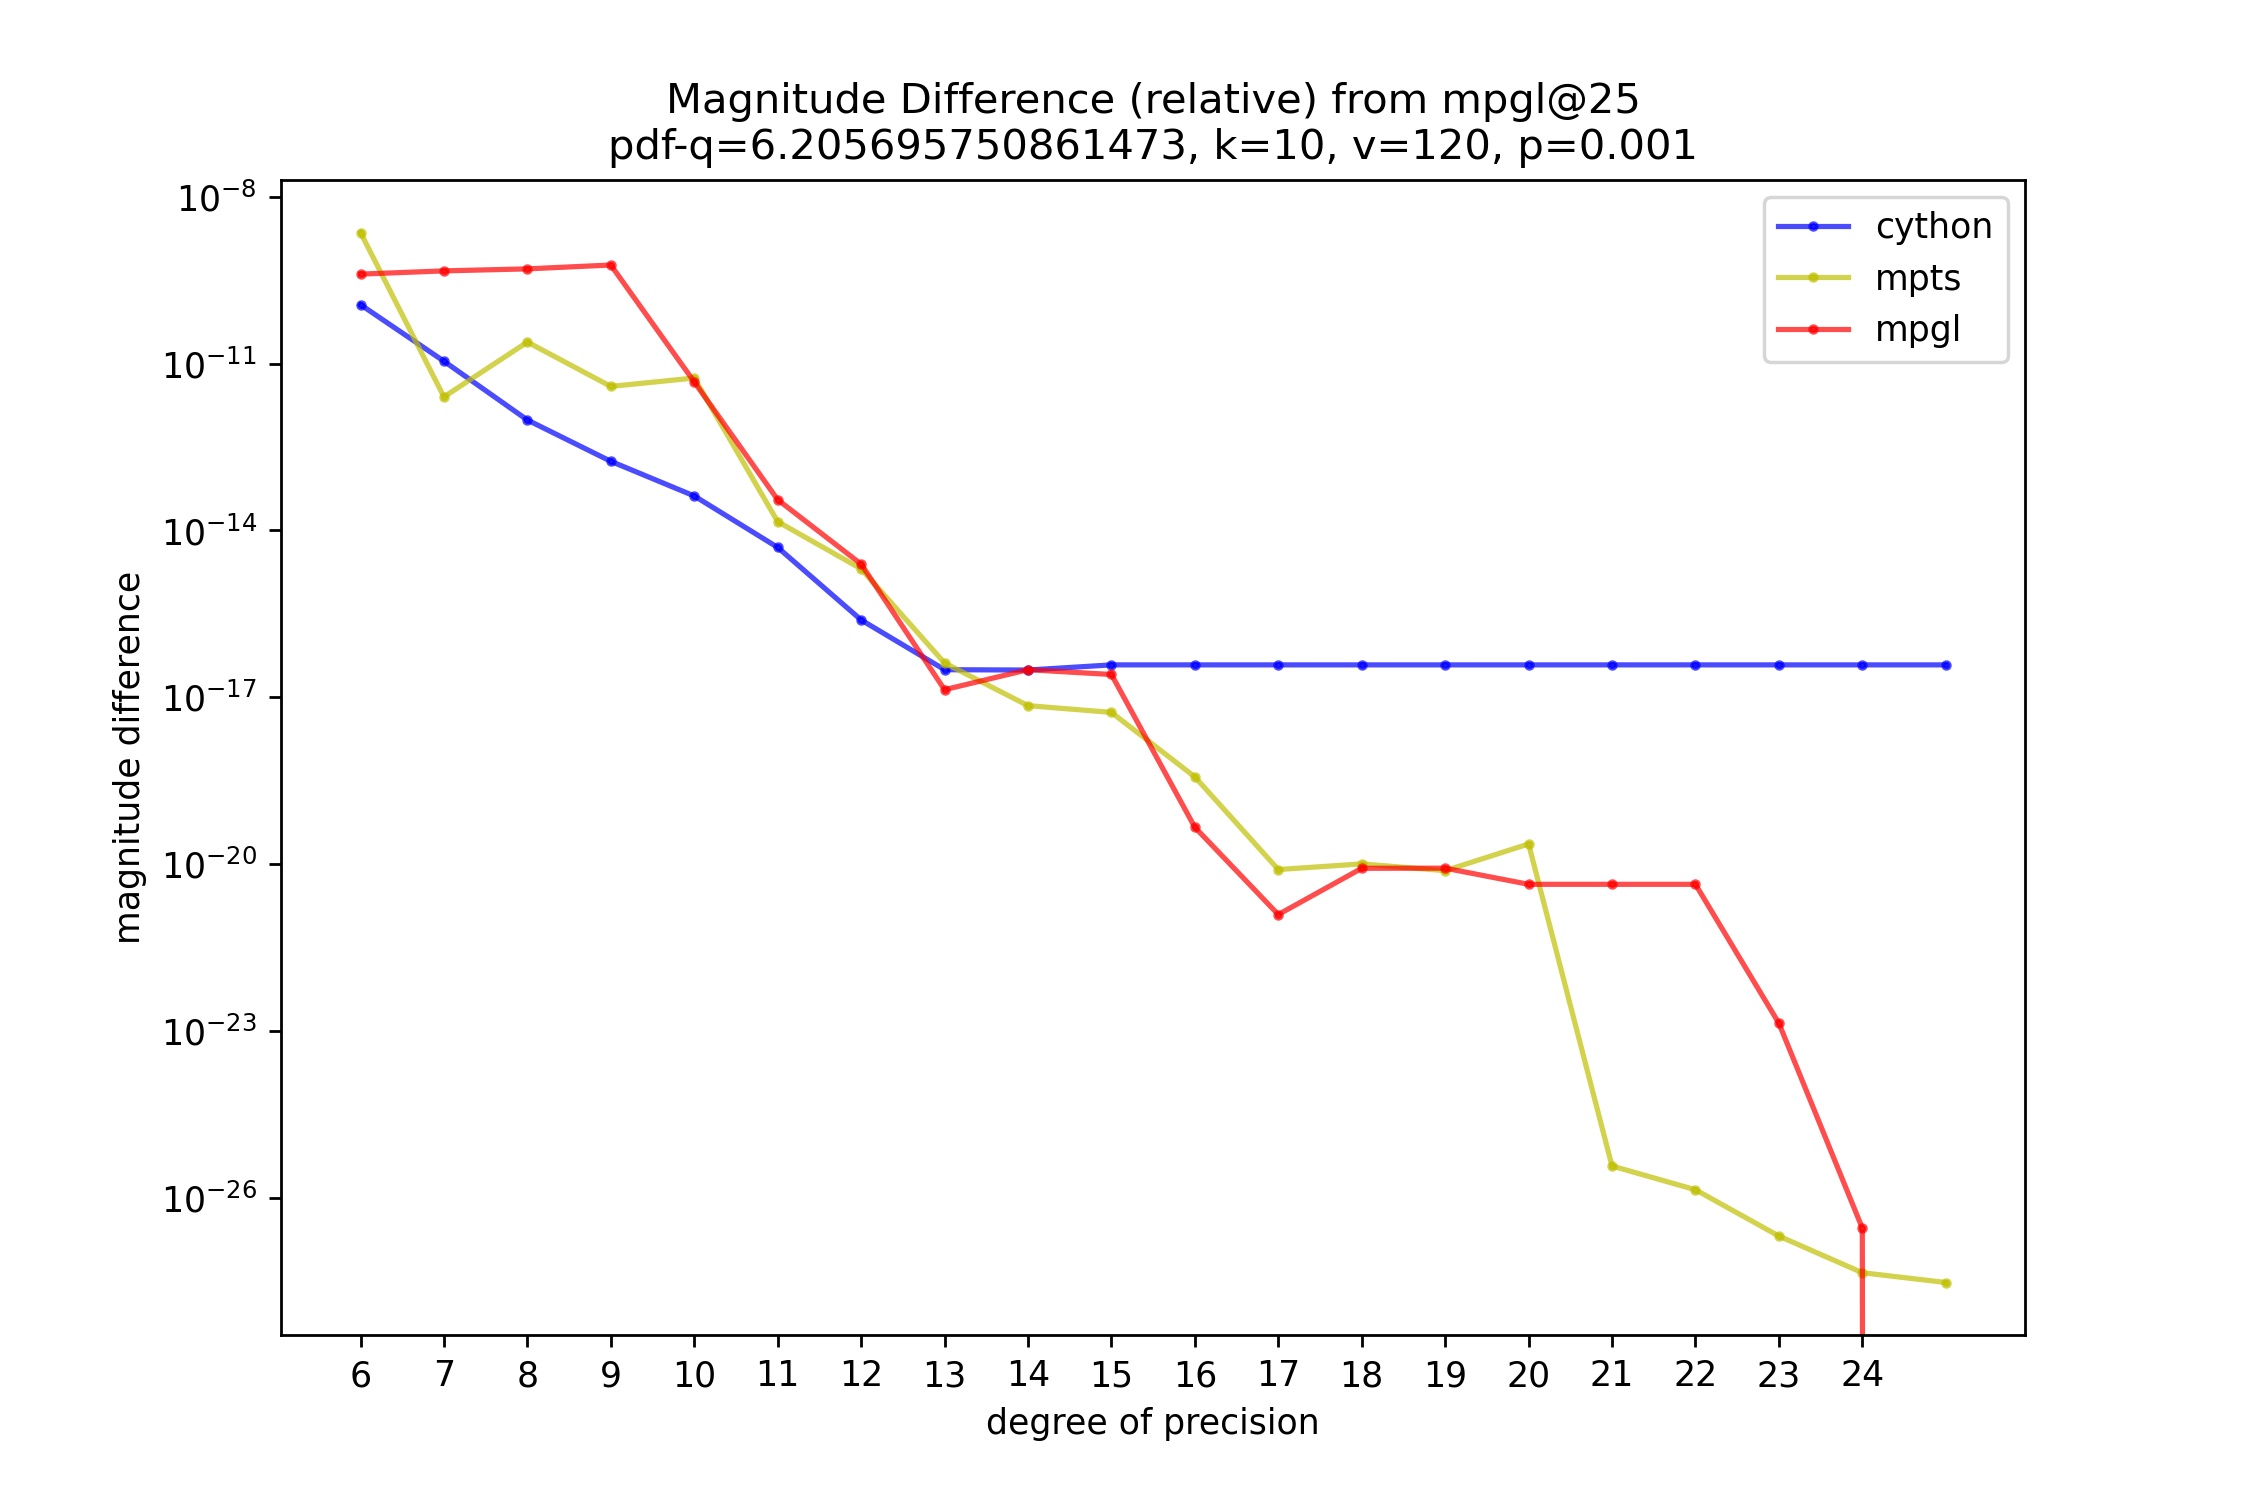 Magnitude Difference (relative) from mpgl@25
pdf-q=6.205695750861473, k=10, v=120, p=0.001
cython
mpts
mpgl
magnitude difference
10⁻⁸
10⁻¹¹
10⁻¹⁴
10⁻¹⁷
10⁻²⁰
10⁻²³
10⁻²⁶
6 7 8 9 10 11 12 13 14 15 16 17 18 19 20 21 22 23 24
degree of precision